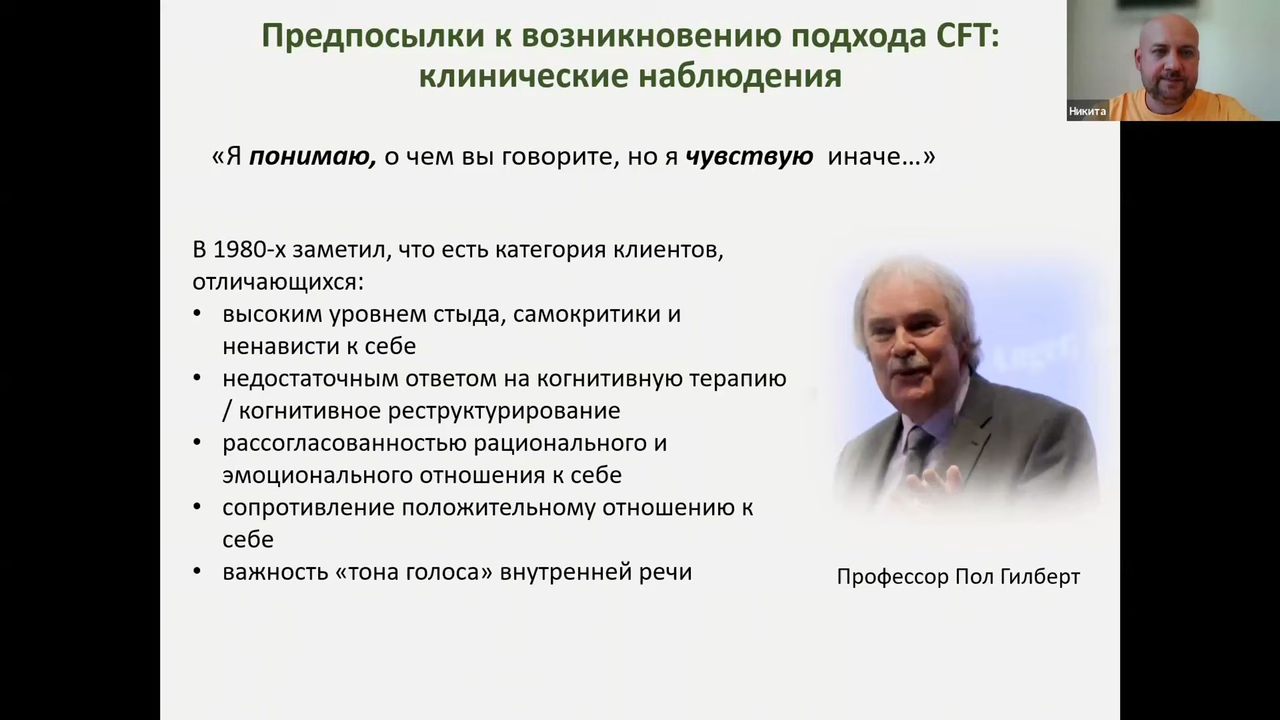 Предпосылки к возникновению подхода CFT:
клинические наблюдения
Никита
«Я понимаю, о чем вы говорите, но я чувствую иначе…»
В 1980-х заметил, что есть категория клиентов,
отличающихся:
• высоким уровнем стыда, самокритики и
ненависти к себе
• недостаточным ответом на когнитивную терапию
/ когнитивное реструктурирование
• рассогласованностью рационального и
эмоционального отношения к себе
• сопротивление положительному отношению к
себе
• важность «тона голоса» внутренней речи
Профессор Пол Гилберт